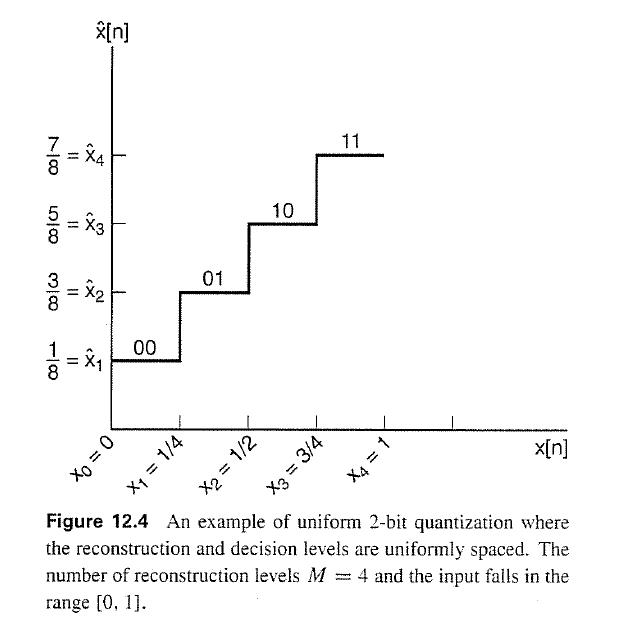 x̂[n]
7/8 = x̂4
11
5/8 = x̂3
10
3/8 = x̂2
01
1/8 = x̂1
00
x0 = 0
x1 = 1/4
x2 = 1/2
x3 = 3/4
x4 = 1
x[n]
Figure 12.4 An example of uniform 2-bit quantization where
the reconstruction and decision levels are uniformly spaced. The
number of reconstruction levels M = 4 and the input falls in the
range [0, 1].